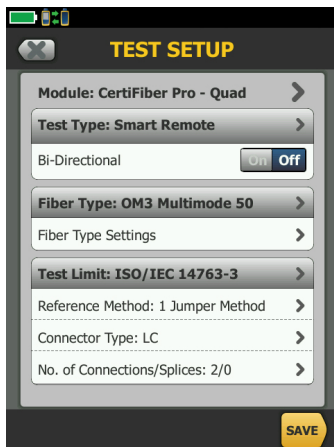 TEST SETUP
Module: CertiFiber Pro - Quad
Test Type: Smart Remote
Bi-Directional
On Off
Fiber Type: OM3 Multimode 50
Fiber Type Settings
Test Limit: ISO/IEC 14763-3
Reference Method: 1 Jumper Method
Connector Type: LC
No. of Connections/Splices: 2/0
SAVE